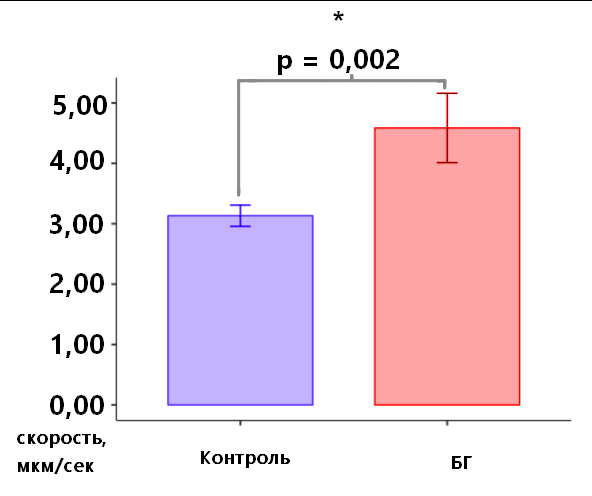 *
p = 0,002
5,00
4,00
3,00
2,00
1,00
0,00
скорость,
мкм/сек
Контроль
БГ